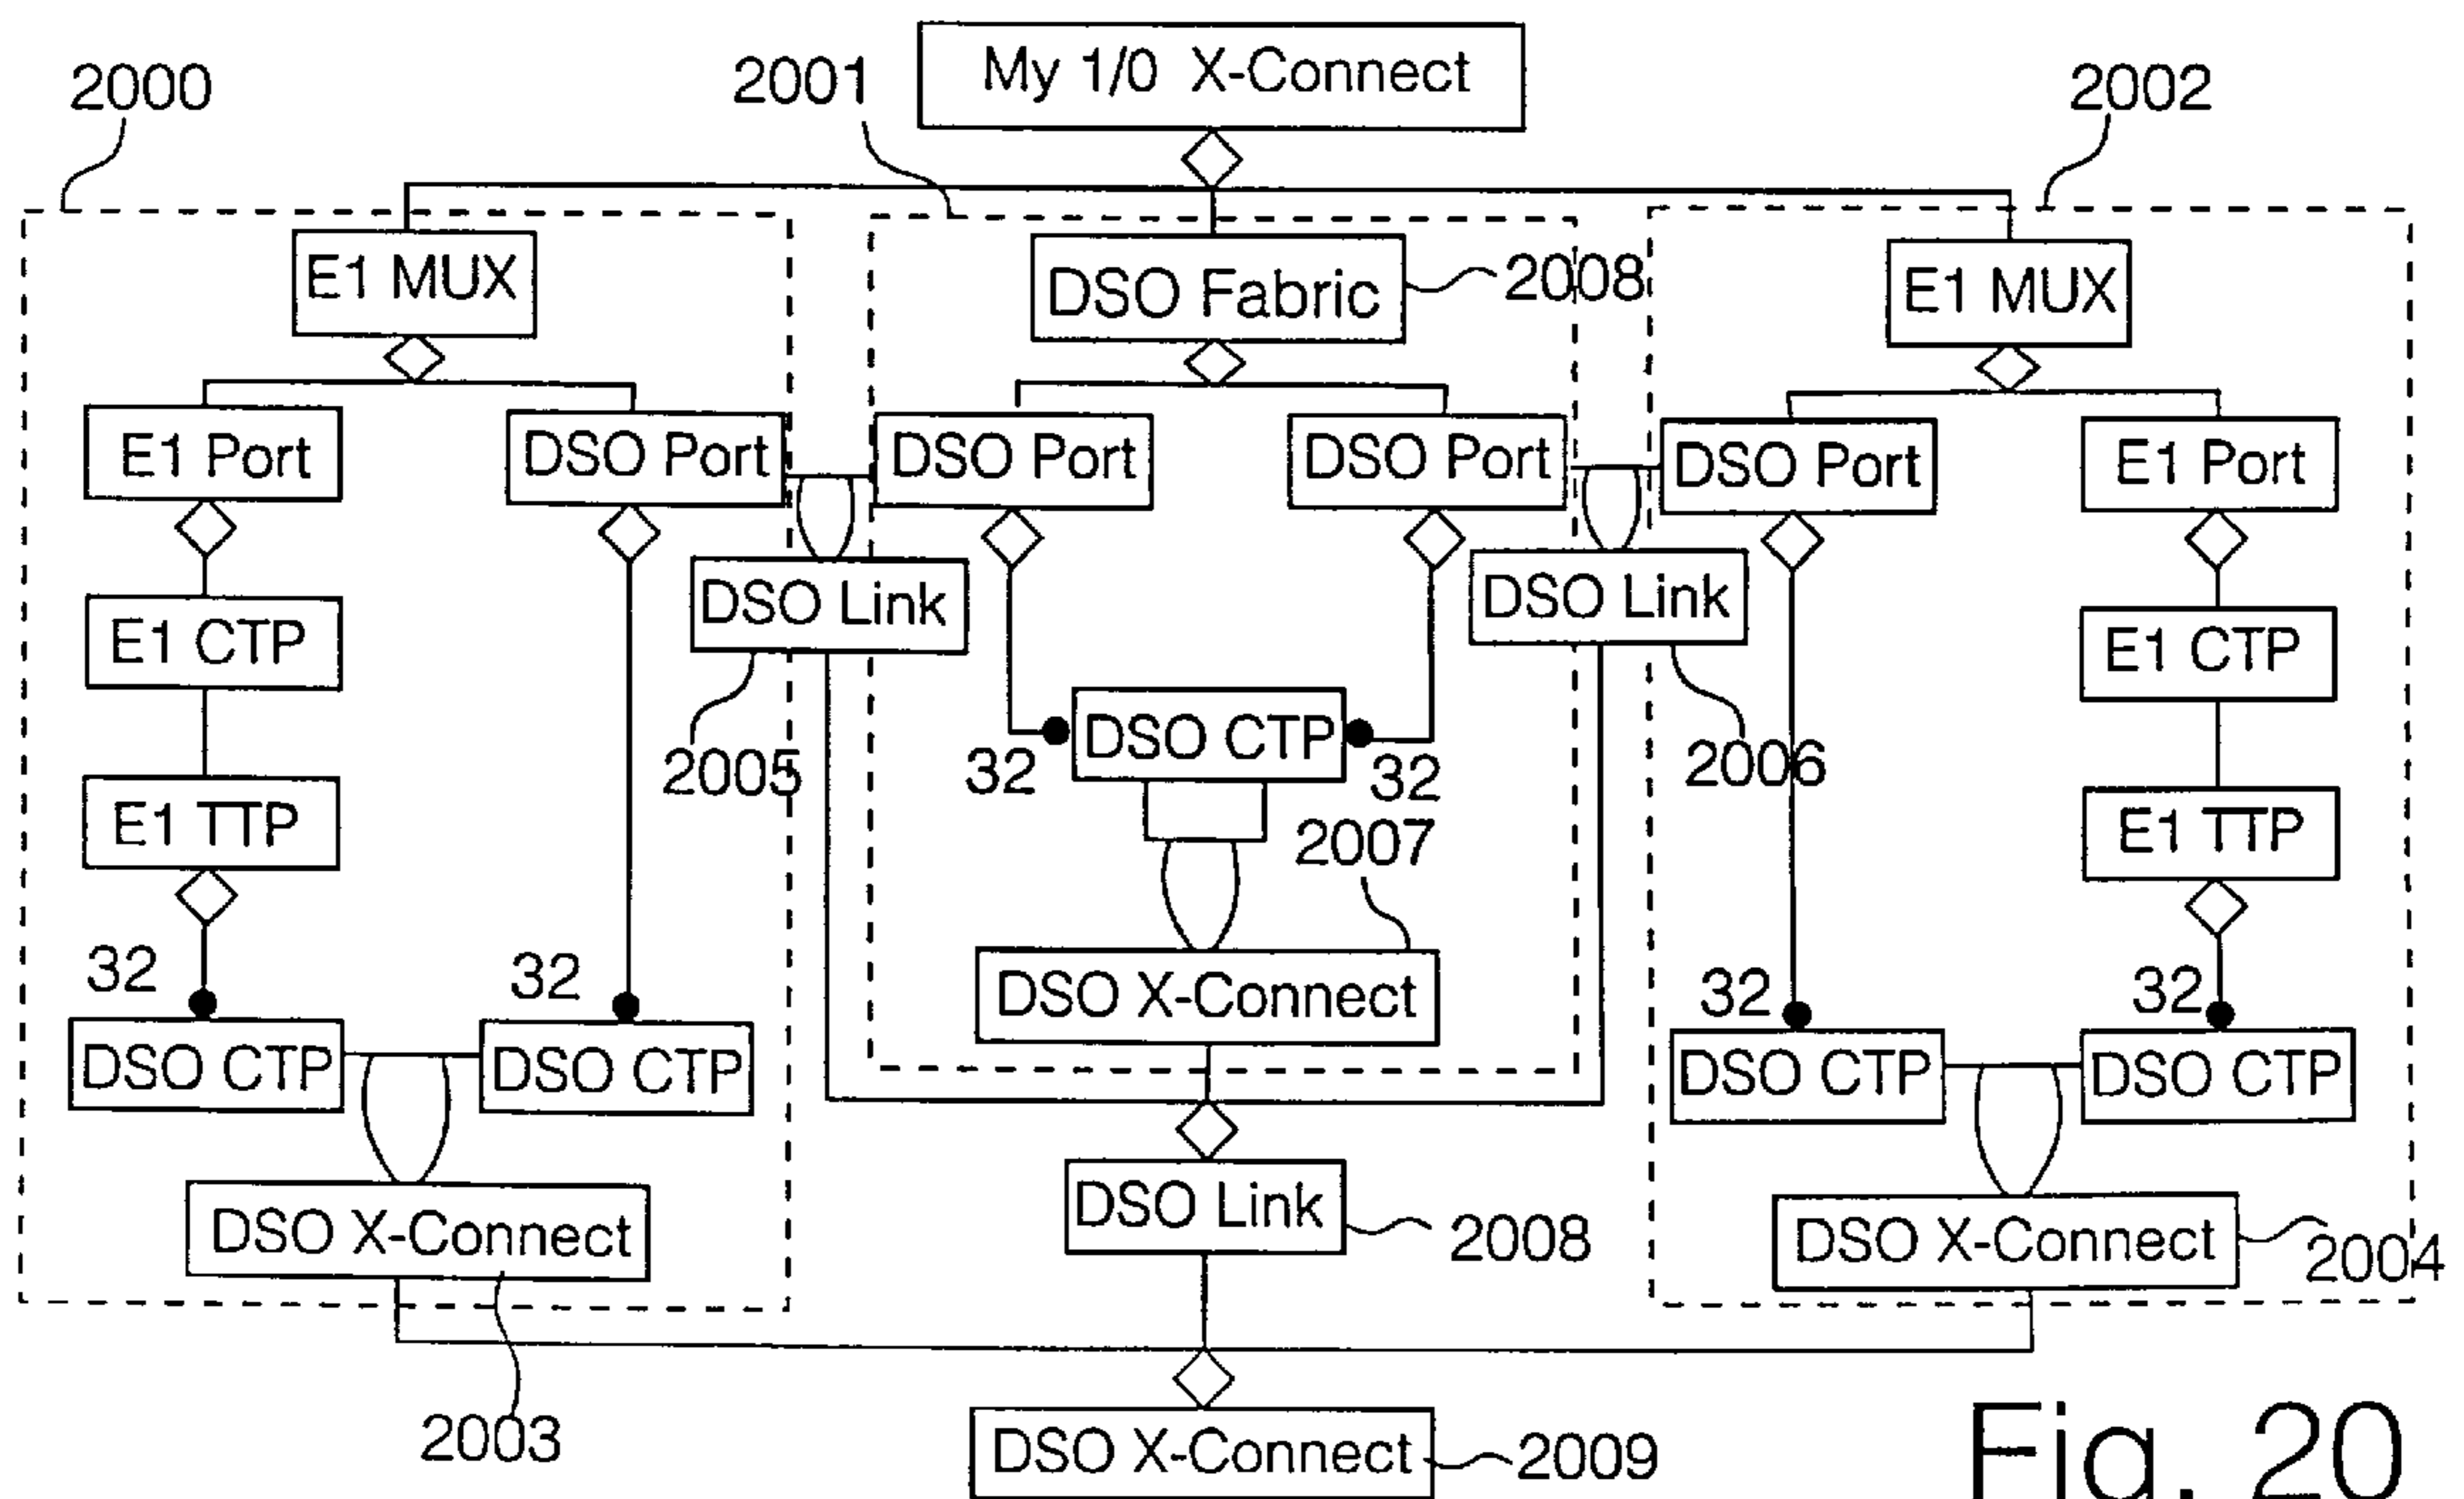 My 1/0 X-Connect
2000
2001
2002
E1 MUX
DSO Fabric
2008
E1 MUX
E1 Port
DSO Port
DSO Port
DSO Port
DSO Port
E1 Port
E1 CTP
DSO Link
DSO Link
E1 CTP
2005
32
DSO CTP
32
2006
E1 TTP
2007
E1 TTP
32
32
DSO X-Connect
32
32
DSO CTP
DSO CTP
DSO CTP
DSO CTP
DSO X-Connect
DSO Link
2008
DSO X-Connect
2004
2003
DSO X-Connect
2009
Fig. 20